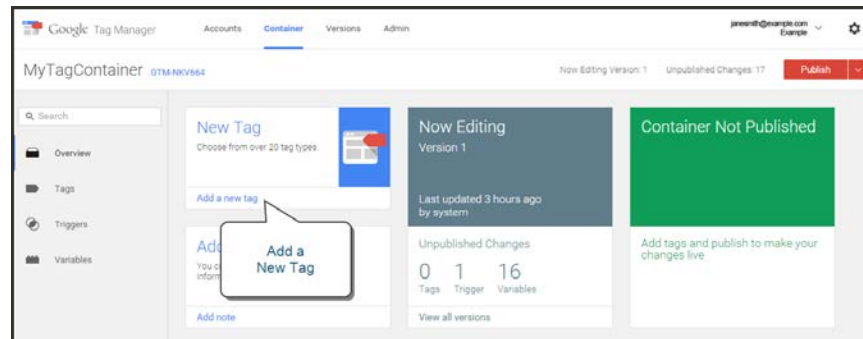 Google Tag Manager
Accounts
Container
Versions
Admin
janesmith@example.com
Example
MyTagContainer GTM-NKV664
Now Editing Version: 1
Unpublished Changes: 17
Publish
Search
Overview
Tags
Triggers
Variables
New Tag
Choose from over 20 tag types.
Add a new tag
Add a
New Tag
Add note
Now Editing
Version 1
Last updated 3 hours ago
by system
Unpublished Changes
0 1 16
Tags Trigger Variables
View all versions
Container Not Published
Add tags and publish to make your
changes live